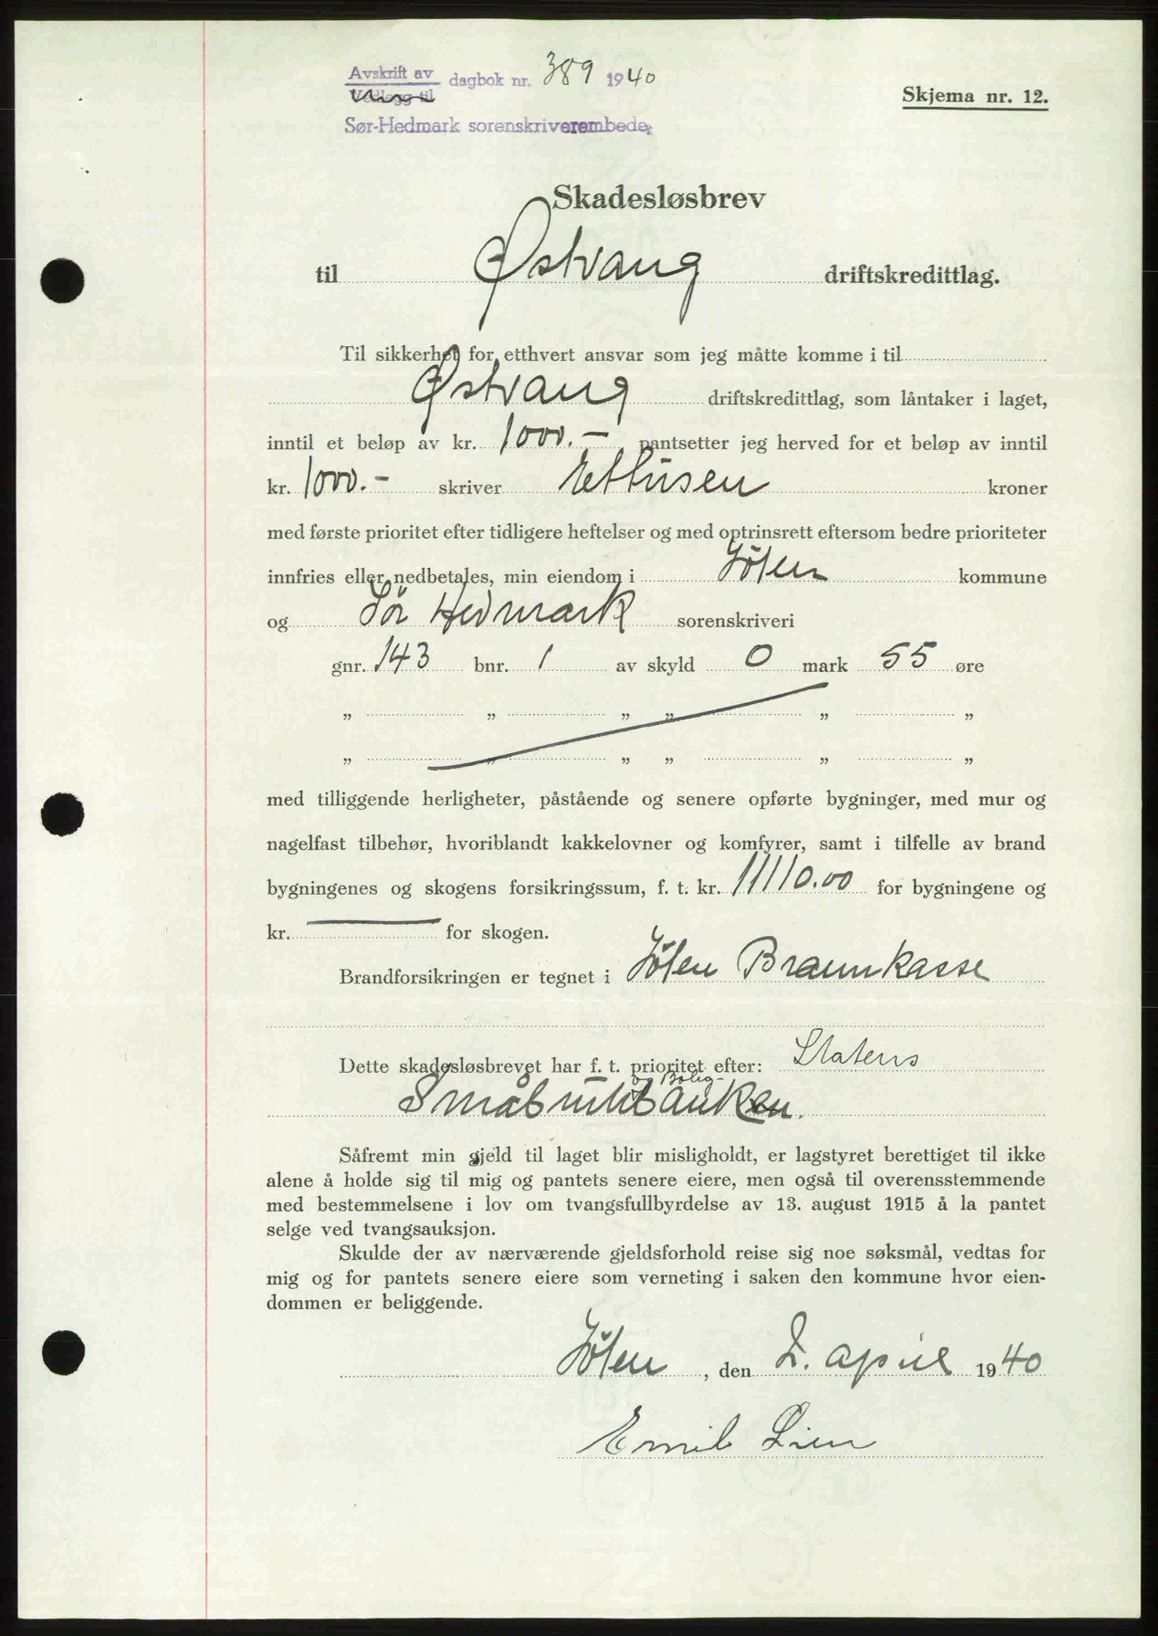 Avskrift av
Vedlegg til
dagbok nr. 389 1940
Sør-Hedmark sorenskriverembede
Skjema nr. 12.
Skadesløsbrev
til Østvang driftskredittlag.
Til sikkerhet for etthvert ansvar som jeg måtte komme i til
Østvang driftskredittlag, som låntaker i laget,
inntil et beløp av kr. 1000.- pantsetter jeg herved for et beløp av inntil
kr. 1000.- skriver Ettusen kroner
med første prioritet efter tidligere heftelser og med optrinsrett eftersom bedre prioriteter
innfries eller nedbetales, min eiendom i Løten kommune
og Sør Hedmark sorenskriveri
gnr. 143 bnr. 1 av skyld 0 mark 55 øre
„ „ „ „ „ „
„ „ „ „ „ „
med tilliggende herligheter, påstående og senere opførte bygninger, med mur og
nagelfast tilbehør, hvoriblandt kakkelovner og komfyrer, samt i tilfelle av brand
bygningenes og skogens forsikringssum, f. t. kr. 11110.00 for bygningene og
kr. for skogen.
Brandforsikringen er tegnet i Løten Brannkasse
Dette skadesløsbrevet har f. t. prioritet efter: Statens
og Bolig-
Småbrukbanken.
Såfremt min gjeld til laget blir misligholdt, er lagstyret berettiget til ikke
alene å holde sig til mig og pantets senere eiere, men også til overensstemmende
med bestemmelsene i lov om tvangsfullbyrdelse av 13. august 1915 å la pantet
selge ved tvangsauksjon.
Skulde der av nærværende gjeldsforhold reise sig noe søksmål, vedtas for
mig og for pantets senere eiere som verneting i saken den kommune hvor eien-
dommen er beliggende.
Løten, den 2. april 1940
Emil Lien